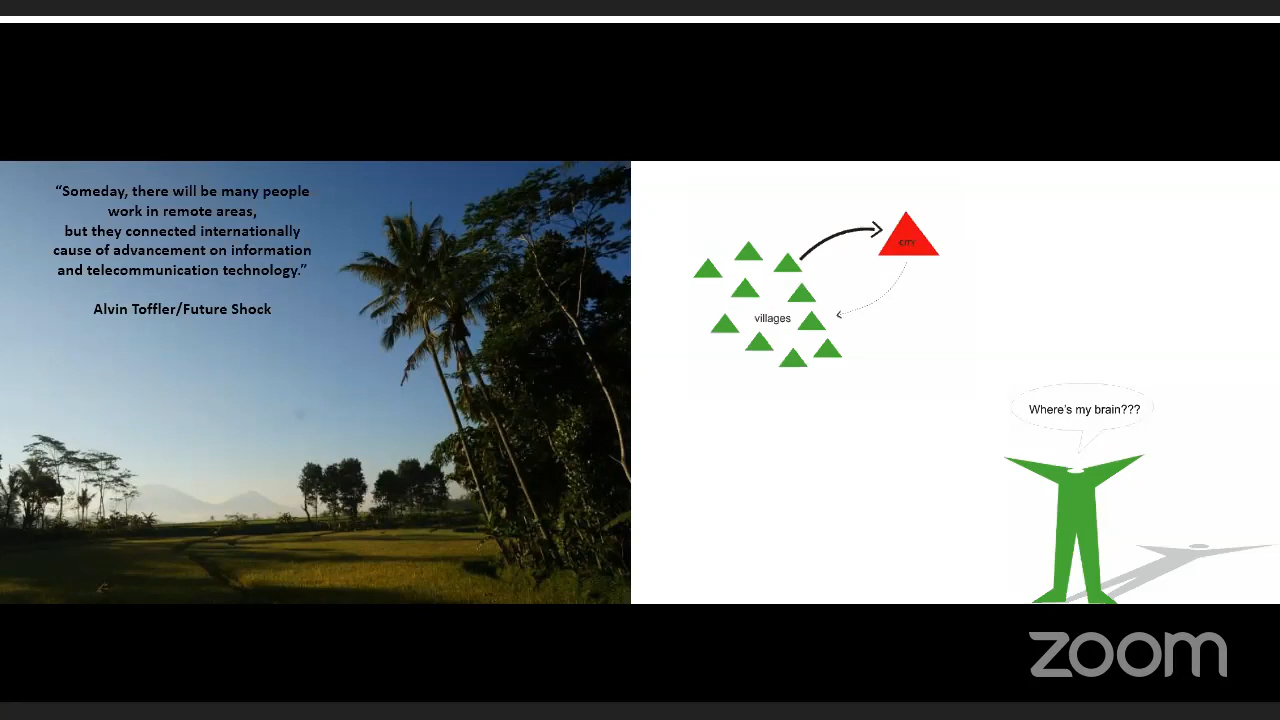 “Someday, there will be many people
work in remote areas,
but they connected internationally
cause of advancement on information
and telecommunication technology.”
Alvin Toffler/Future Shock
CITY
villages
Where's my brain???
zoom